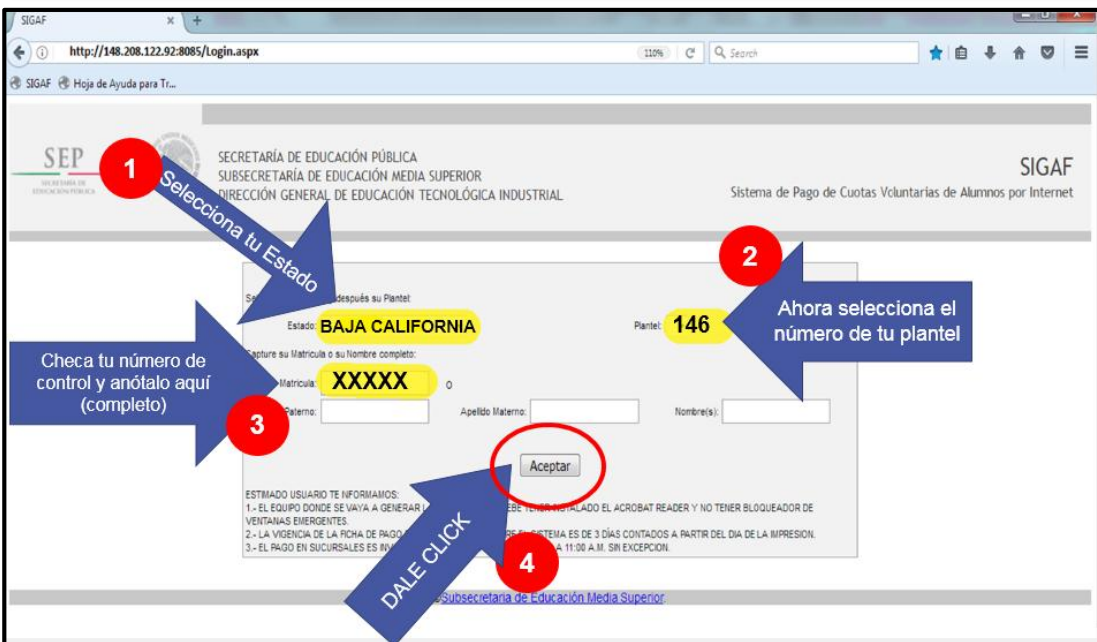 SIGAF
http://148.208.122.92:8085/Login.aspx
110%
Search
SIGAF Hoja de Ayuda para Tr...
SEP
SECRETARÍA DE
EDUCACIÓN PÚBLICA
SECRETARÍA DE EDUCACIÓN PÚBLICA
SUBSECRETARÍA DE EDUCACIÓN MEDIA SUPERIOR
DIRECCIÓN GENERAL DE EDUCACIÓN TECNOLÓGICA INDUSTRIAL
SIGAF
Sistema de Pago de Cuotas Voluntarias de Alumnos por Internet
1
Selecciona tu Estado
2
Ahora selecciona el
número de tu plantel
después su Plantel:
Estado: BAJA CALIFORNIA
Plantel: 146
Capture su Matricula o su Nombre completo:
Checa tu número de
control y anótalo aquí
(completo)
3
Matricula: XXXXX o
Paterno: Apellido Materno: Nombre(s):
Aceptar
DALE CLICK
4
ESTIMADO USUARIO TE INFORMAMOS:
1.- EL EQUIPO DONDE SE VAYA A GENERAR TENER INSTALADO EL ACROBAT READER Y NO TENER BLOQUEADOR DE
VENTANAS EMERGENTES.
2.- LA VIGENCIA DE LA FICHA DE PAGO SISTEMA ES DE 3 DÍAS CONTADOS A PARTIR DEL DIA DE LA IMPRESION.
3.- EL PAGO EN SUCURSALES ES A 11:00 A.M. SIN EXCEPCION.
Subsecretaria de Educación Media Superior.